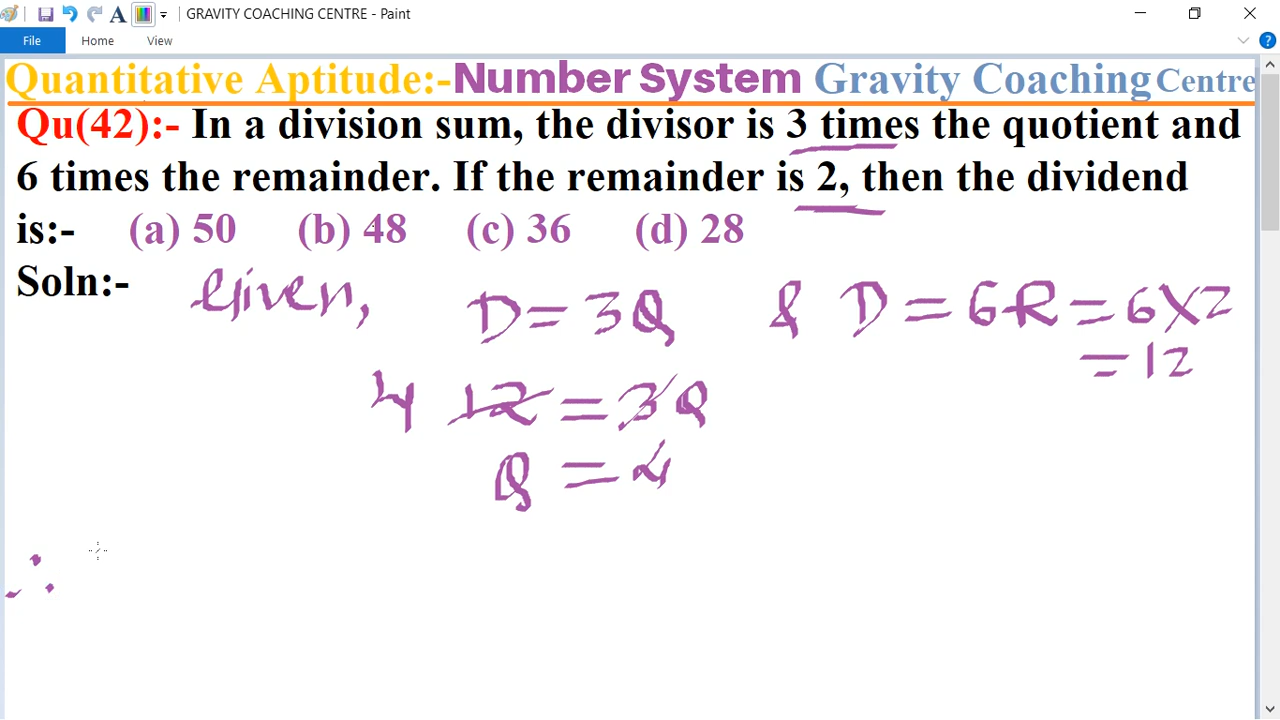 GRAVITY COACHING CENTRE - Paint
File Home View
Quantitative Aptitude:-Number System Gravity Coaching Centre
Qu(42):- In a division sum, the divisor is 3 times the quotient and
6 times the remainder. If the remainder is 2, then the dividend
is:- (a) 50 (b) 48 (c) 36 (d) 28
Soln:- Given, D = 3Q & D = 6R = 6X2
= 12
4 12 = 3Q
Q = 4
∴